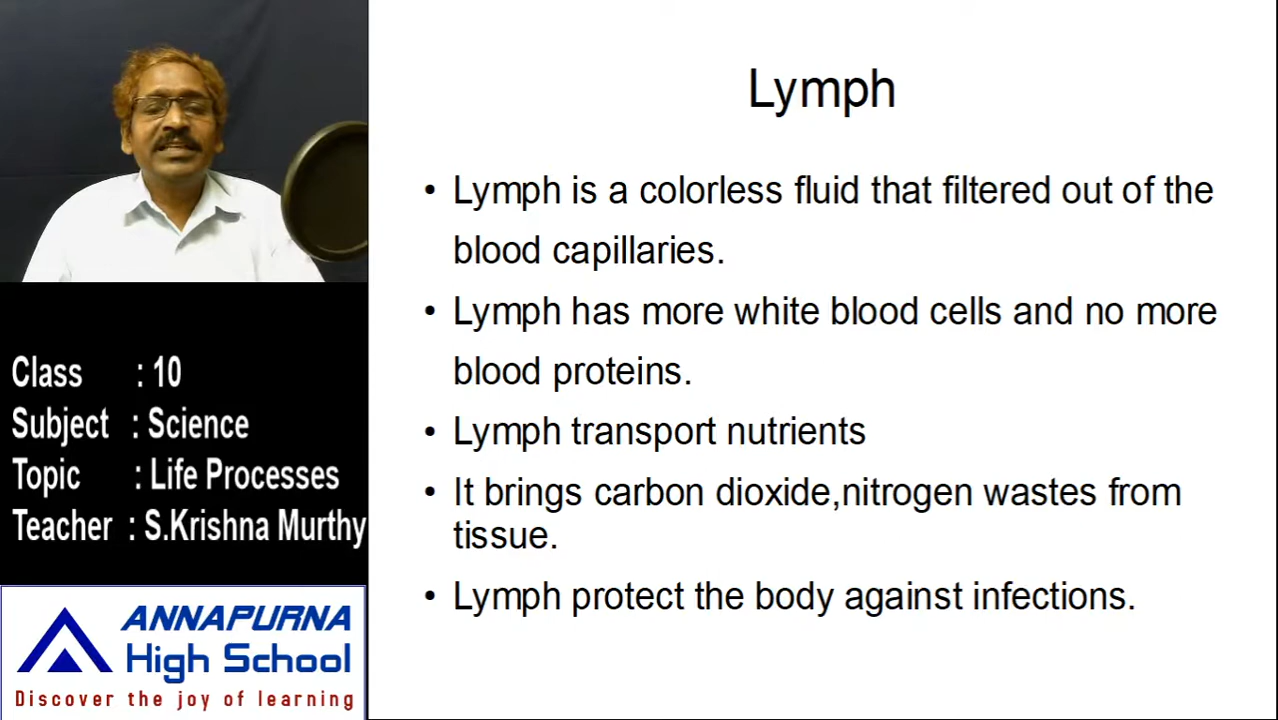 Lymph
• Lymph is a colorless fluid that filtered out of the
blood capillaries.
• Lymph has more white blood cells and no more
blood proteins.
• Lymph transport nutrients
• It brings carbon dioxide,nitrogen wastes from
tissue.
• Lymph protect the body against infections.
Class : 10
Subject : Science
Topic : Life Processes
Teacher : S.Krishna Murthy
ANNAPURNA
High School
Discover the joy of learning